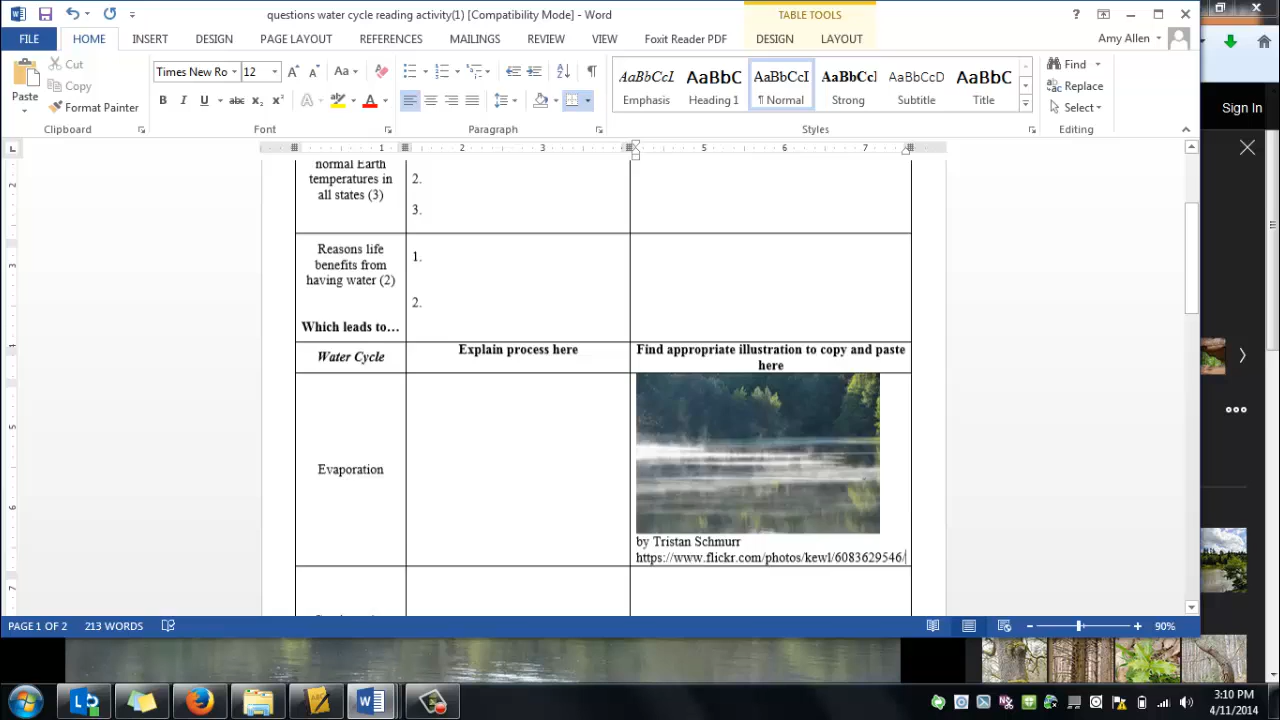 questions water cycle reading activity(1) [Compatibility Mode] - Word
TABLE TOOLS
FILE HOME INSERT DESIGN PAGE LAYOUT REFERENCES MAILINGS REVIEW VIEW Foxit Reader PDF DESIGN LAYOUT
Amy Allen
Sign In
Paste
Cut
Copy
Format Painter
Times New Ro 12
AaBbCcI AaBbC AaBbCcI AaBbCcI AaBbCcD AaBbC
Emphasis Heading 1 ¶ Normal Strong Subtitle Title
Find
Replace
Select
Clipboard Font Paragraph Styles Editing
1 2 3 5 6 7
normal Earth
temperatures in
all states (3)
2.
3.
Reasons life
benefits from
having water (2)
Which leads to...
1.
2.
Water Cycle
Explain process here
Find appropriate illustration to copy and paste
here
Evaporation
by Tristan Schmurr
https://www.flickr.com/photos/kewl/6083629546/
PAGE 1 OF 2 213 WORDS
90%
3:10 PM
4/11/2014